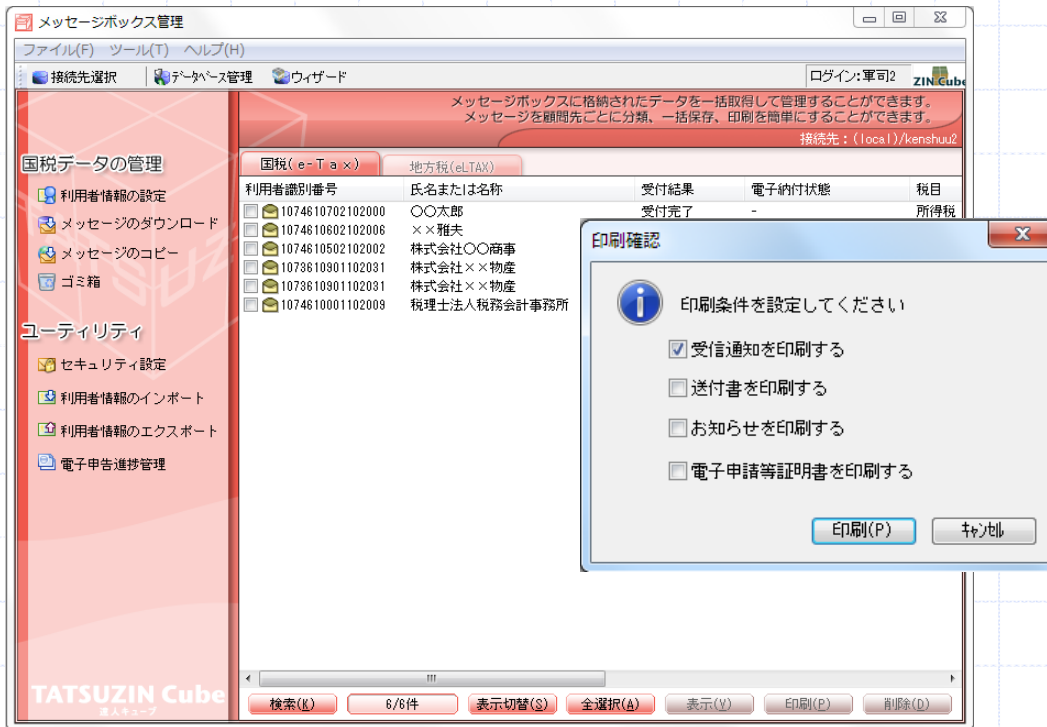 メッセージボックス管理
ファイル(F) ツール(T) ヘルプ(H)
接続先選択 データベース管理 ウィザード ログイン:軍司2 ZIN Cube
メッセージボックスに格納されたデータを一括取得して管理することができます。
メッセージを顧問先ごとに分類、一括保存、印刷を簡単にすることができます。
接続先:(local)/kenshuu2
国税データの管理
利用者情報の設定
メッセージのダウンロード
メッセージのコピー
ゴミ箱
ユーティリティ
セキュリティ設定
利用者情報のインポート
利用者情報のエクスポート
電子申告進捗管理
TATSUZIN Cube
達人キューブ
国税(e-Tax) 地方税(eLTAX)
利用者識別番号 氏名または名称 受付結果 電子納付状態 税目
1074610702102000 〇〇太郎 受付完了 - 所得税
1074610602102006 ××雅夫
1074610502102002 株式会社〇〇商事
1073610901102031 株式会社××物産
1073610901102031 株式会社××物産
1074610001102009 税理士法人税務会計事務所
検索(K) 6/6件 表示切替(S) 全選択(A) 表示(V) 印刷(P) 削除(D)
印刷確認
印刷条件を設定してください
受信通知を印刷する
送付書を印刷する
お知らせを印刷する
電子申請等証明書を印刷する
印刷(P) キャンセル